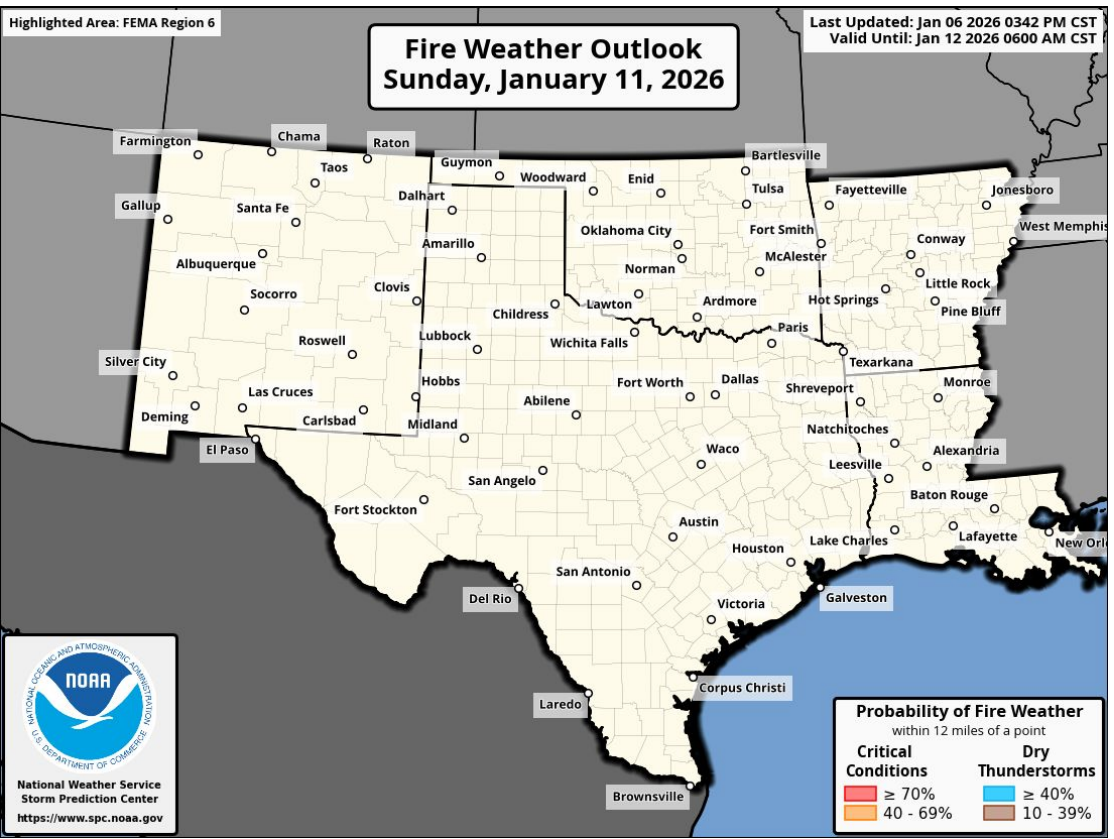 Highlighted Area: FEMA Region 6
Fire Weather Outlook
Sunday, January 11, 2026
Last Updated: Jan 06 2026 0342 PM CST
Valid Until: Jan 12 2026 0600 AM CST
Farmington
Chama
Raton
Taos
Guymon
Woodward
Enid
Bartlesville
Tulsa
Fayetteville
Jonesboro
Gallup
Santa Fe
Dalhart
Oklahoma City
Fort Smith
West Memphis
Albuquerque
Amarillo
Norman
McAlester
Conway
Socorro
Clovis
Childress
Lawton
Ardmore
Hot Springs
Little Rock
Pine Bluff
Roswell
Lubbock
Wichita Falls
Paris
Texarkana
Silver City
Las Cruces
Hobbs
Fort Worth
Dallas
Shreveport
Monroe
Deming
Carlsbad
Midland
Abilene
Natchitoches
El Paso
San Angelo
Waco
Leesville
Alexandria
Fort Stockton
Austin
Baton Rouge
Houston
Lake Charles
Lafayette
New Orl
Del Rio
San Antonio
Victoria
Galveston
Laredo
Corpus Christi
Brownsville
NATIONAL OCEANIC AND ATMOSPHERIC ADMINISTRATION
NOAA
U.S. DEPARTMENT OF COMMERCE
National Weather Service
Storm Prediction Center
https://www.spc.noaa.gov
Probability of Fire Weather
within 12 miles of a point
Critical Conditions
Dry Thunderstorms
≥ 70%
≥ 40%
40 - 69%
10 - 39%